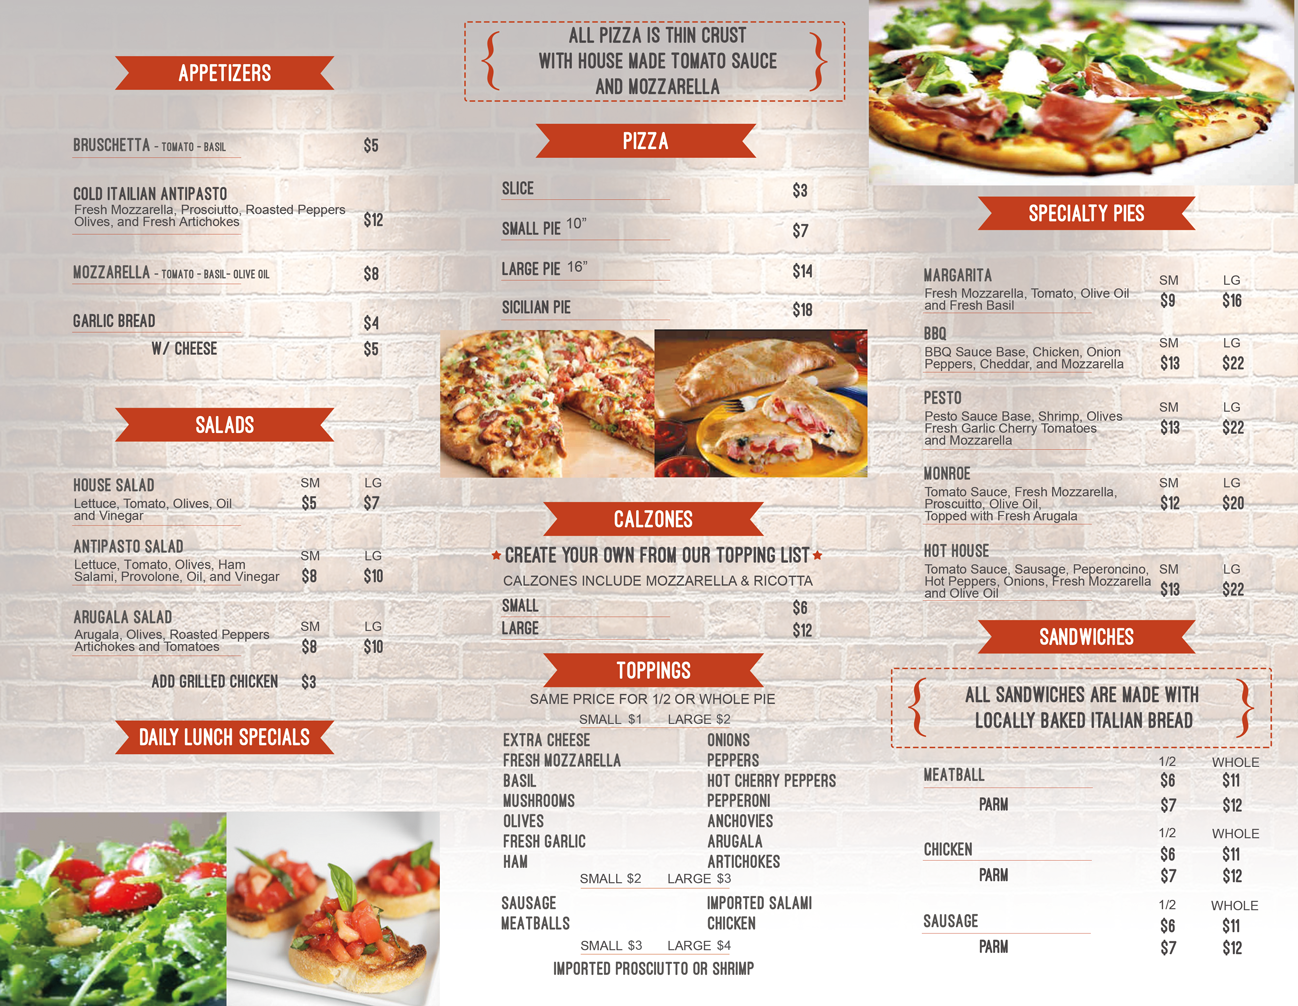 APPETIZERS
BRUSCHETTA - TOMATO - BASIL $5
COLD ITAILIAN ANTIPASTO
Fresh Mozzarella, Prosciutto, Roasted Peppers
Olives, and Fresh Artichokes $12
MOZZARELLA - TOMATO - BASIL- OLIVE OIL $8
GARLIC BREAD $4
W/ CHEESE $5
SALADS
HOUSE SALAD SM LG
Lettuce, Tomato, Olives, Oil $5 $7
and Vinegar
ANTIPASTO SALAD SM LG
Lettuce, Tomato, Olives, Ham
Salami, Provolone, Oil, and Vinegar $8 $10
ARUGALA SALAD SM LG
Arugala, Olives, Roasted Peppers
Artichokes and Tomatoes $8 $10
ADD GRILLED CHICKEN $3
DAILY LUNCH SPECIALS
ALL PIZZA IS THIN CRUST
WITH HOUSE MADE TOMATO SAUCE
AND MOZZARELLA
PIZZA
SLICE $3
SMALL PIE 10” $7
LARGE PIE 16” $14
SICILIAN PIE $18
CALZONES
CREATE YOUR OWN FROM OUR TOPPING LIST
CALZONES INCLUDE MOZZARELLA & RICOTTA
SMALL $6
LARGE $12
TOPPINGS
SAME PRICE FOR 1/2 OR WHOLE PIE
SMALL $1 LARGE $2
EXTRA CHEESE ONIONS
FRESH MOZZARELLA PEPPERS
BASIL HOT CHERRY PEPPERS
MUSHROOMS PEPPERONI
OLIVES ANCHOVIES
FRESH GARLIC ARUGALA
HAM ARTICHOKES
SMALL $2 LARGE $3
SAUSAGE IMPORTED SALAMI
MEATBALLS CHICKEN
SMALL $3 LARGE $4
IMPORTED PROSCIUTTO OR SHRIMP
SPECIALTY PIES
MARGARITA SM LG
Fresh Mozzarella, Tomato, Olive Oil
and Fresh Basil $9 $16
BBQ SM LG
BBQ Sauce Base, Chicken, Onion
Peppers, Cheddar, and Mozzarella $13 $22
PESTO SM LG
Pesto Sauce Base, Shrimp, Olives
Fresh Garlic Cherry Tomatoes $13 $22
and Mozzarella
MONROE SM LG
Tomato Sauce, Fresh Mozzarella,
Proscuitto, Olive Oil, $12 $20
Topped with Fresh Arugala
HOT HOUSE
Tomato Sauce, Sausage, Peperoncino, SM LG
Hot Peppers, Onions, Fresh Mozzarella
and Olive Oil $13 $22
SANDWICHES
ALL SANDWICHES ARE MADE WITH
LOCALLY BAKED ITALIAN BREAD
1/2 WHOLE
MEATBALL $6 $11
PARM $7 $12
1/2 WHOLE
CHICKEN $6 $11
PARM $7 $12
1/2 WHOLE
SAUSAGE $6 $11
PARM $7 $12